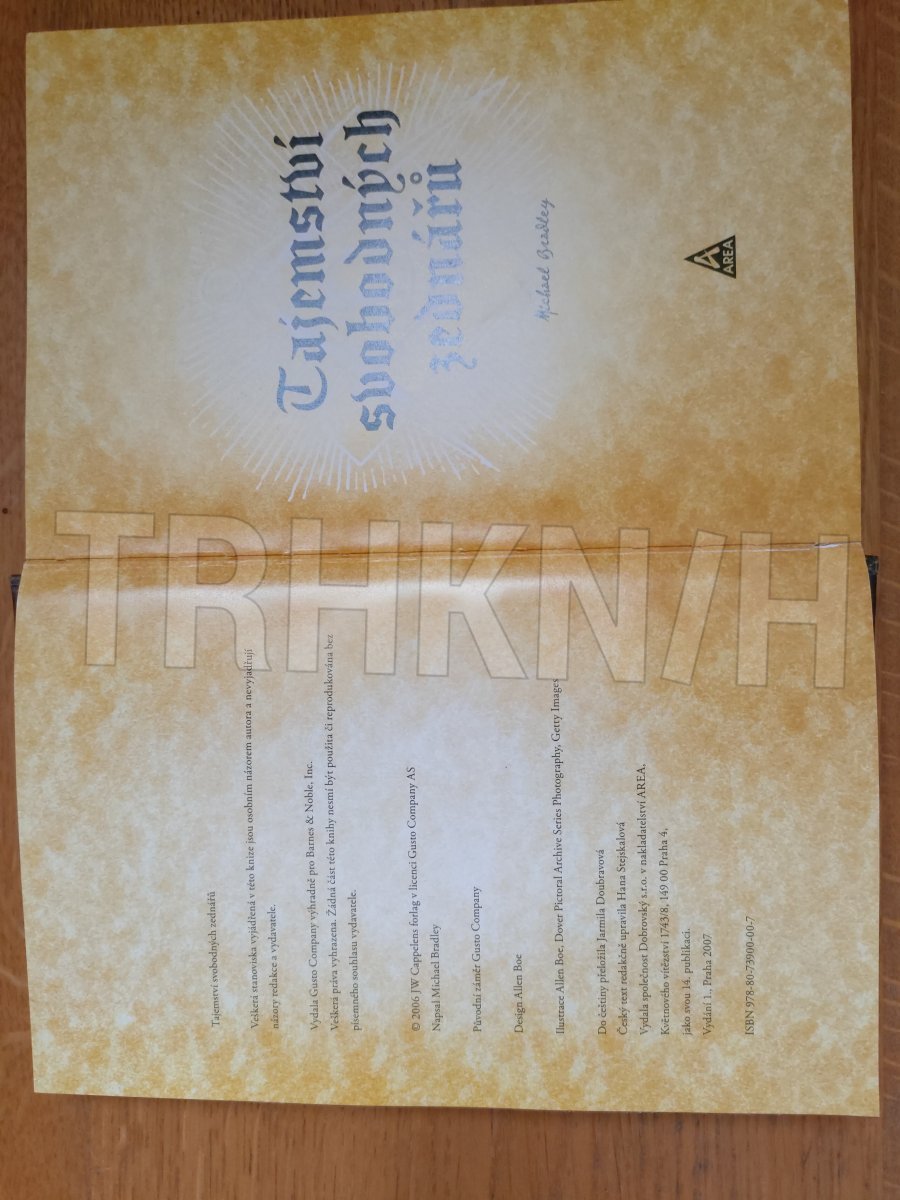 Tajemství svobodných zednářů
Veškerá stanoviska vyjádřená v této knize jsou osobním názorem autora a nevyjadřují
názory redakce a vydavatele.
Vydala Gusto Company výhradně pro Barnes & Noble, Inc.
Veškerá práva vyhrazena. Žádná část této knihy nesmí být použita či reprodukována bez
písemného souhlasu vydavatele.
© 2006 JW Cappelens forlag v licenci Gusto Company AS
Napsal Michael Bradley
Původní záměr Gusto Company
Design Allen Boe
Ilustrace Allen Boe, Dover Pictoral Archive Series Photography, Getty Images
Do češtiny přeložila Jarmila Doubravová
Český text redakčně upravila Hana Stejskalová
Vydala společnost Dobrovský s.r.o. v nakladatelství AREA,
Květnového vítězství 1743/8, 149 00 Praha 4,
jako svou 14. publikaci.
Vydání 1., Praha 2007
ISBN 978-80-73900-00-7
Tajemství
svobodných
zednářů
Michael Bradley
AREA
TRHKN/H